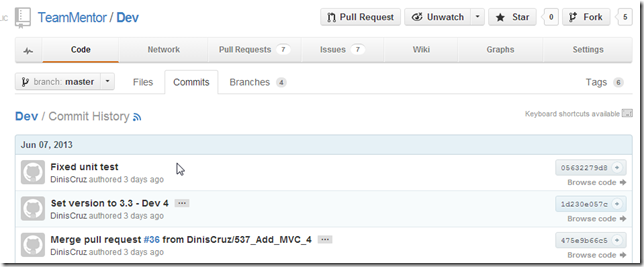 TeamMentor / Dev Pull Request Unwatch Star 0 Fork 5
Code Network Pull Requests 7 Issues 7 Wiki Graphs Settings
branch: master Files Commits Branches 4 Tags 6
Dev / Commit History Keyboard shortcuts available
Jun 07, 2013
Fixed unit test 05632279d8
DinisCruz authored 3 days ago Browse code
Set version to 3.3 - Dev 4 ... 1d230e057c
DinisCruz authored 3 days ago Browse code
Merge pull request #36 from DinisCruz/537_Add_MVC_4 ... 475e9b66c5
DinisCruz authored 3 days ago Browse code